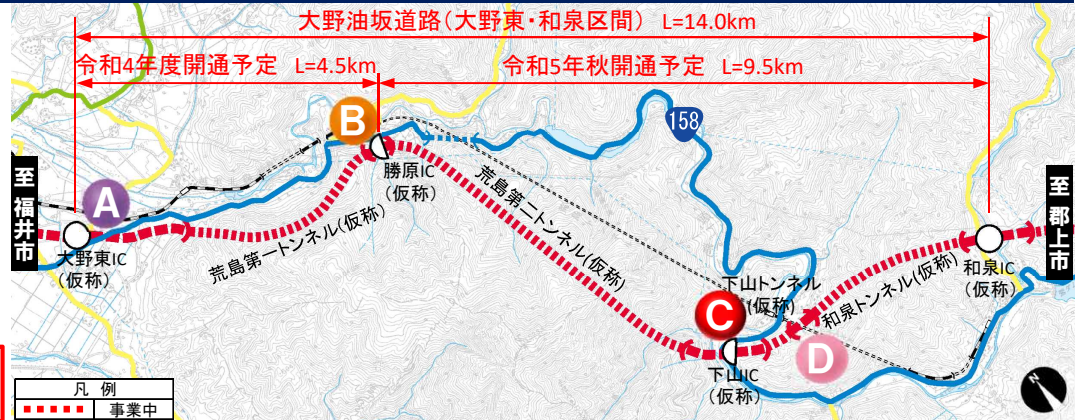 大野油坂道路(大野東・和泉区間) L=14.0km
令和4年度開通予定 L=4.5km
令和5年秋開通予定 L=9.5km
B
158
勝原IC
(仮称)
至福井市
A
荒島第二トンネル(仮称)
至郡上市
荒島第一トンネル(仮称)
大野東IC
(仮称)
和泉IC
(仮称)
下山トンネル
(仮称)
和泉トンネル(仮称)
C
D
下山IC
(仮称)
凡 例
事業中
N